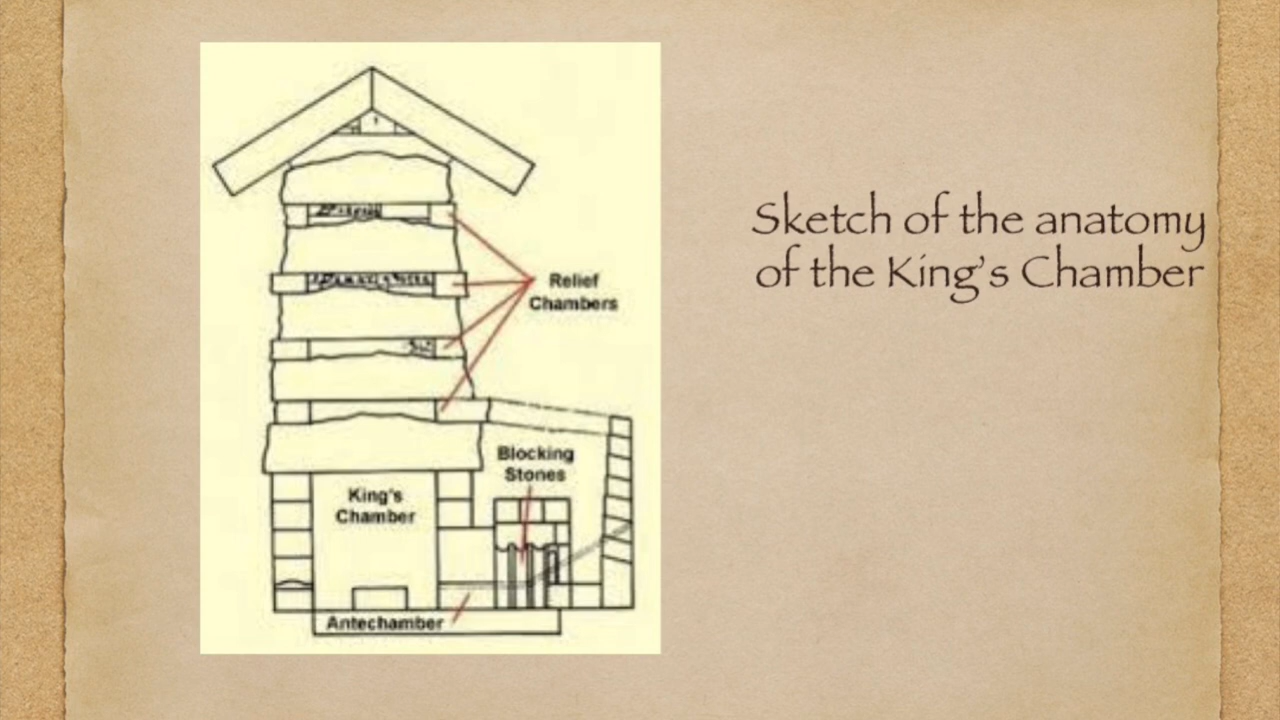 Sketch of the anatomy
of the King's Chamber
Relief
Chambers
Blocking
Stones
King's
Chamber
Antechamber